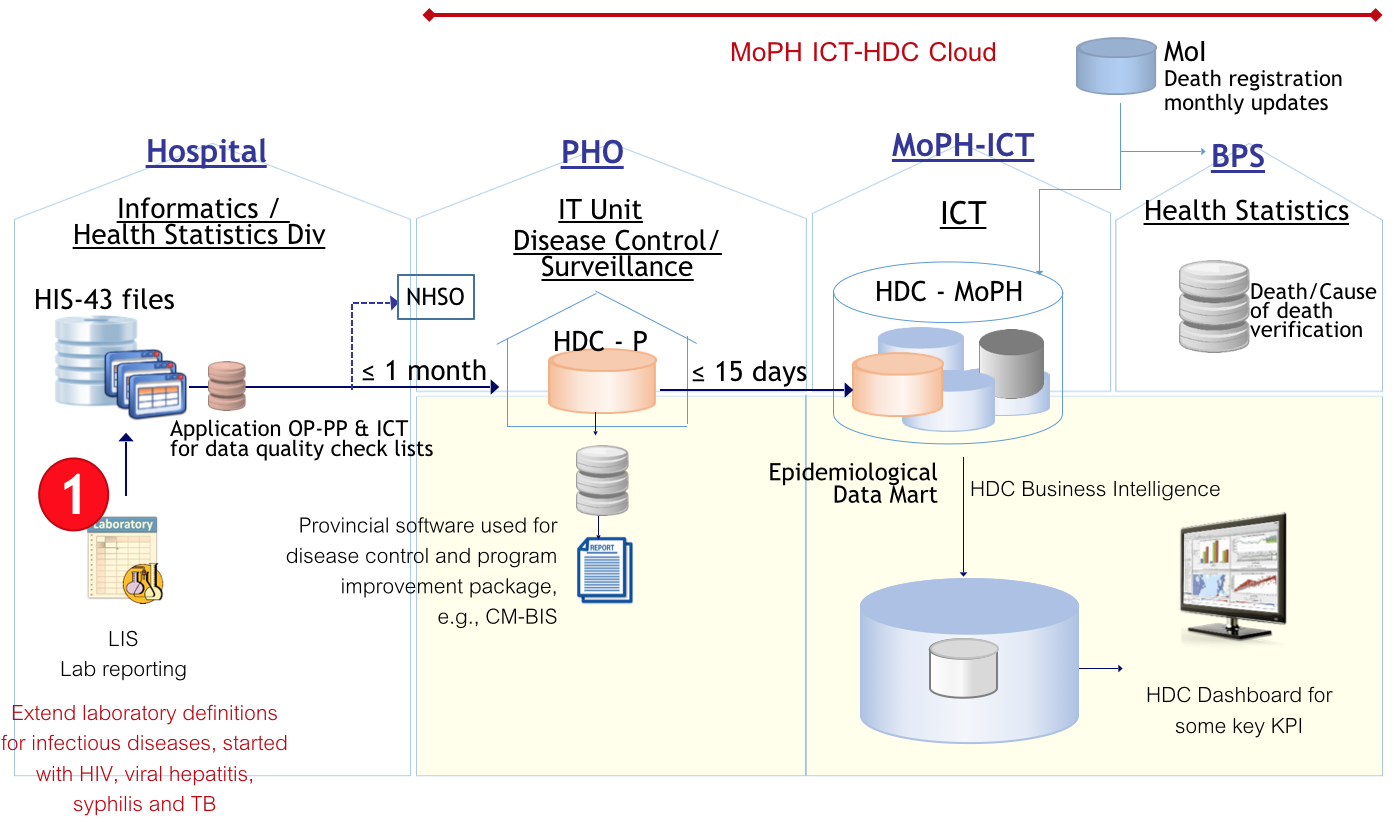 MoPH ICT-HDC Cloud
MoI
Death registration
monthly updates
Hospital
PHO
MoPH-ICT
BPS
Informatics /
Health Statistics Div
IT Unit
Disease Control/
Surveillance
ICT
Health Statistics
HIS-43 files
NHSO
HDC - P
HDC - MoPH
Death/Cause
of death
verification
≤ 1 month
≤ 15 days
Application OP-PP & ICT
for data quality check lists
1
Laboratory
Epidemiological
Data Mart
HDC Business Intelligence
Provincial software used for
disease control and program
improvement package,
e.g., CM-BIS
REPORT
LIS
Lab reporting
HDC Dashboard for
some key KPI
Extend laboratory definitions
for infectious diseases, started
with HIV, viral hepatitis,
syphilis and TB